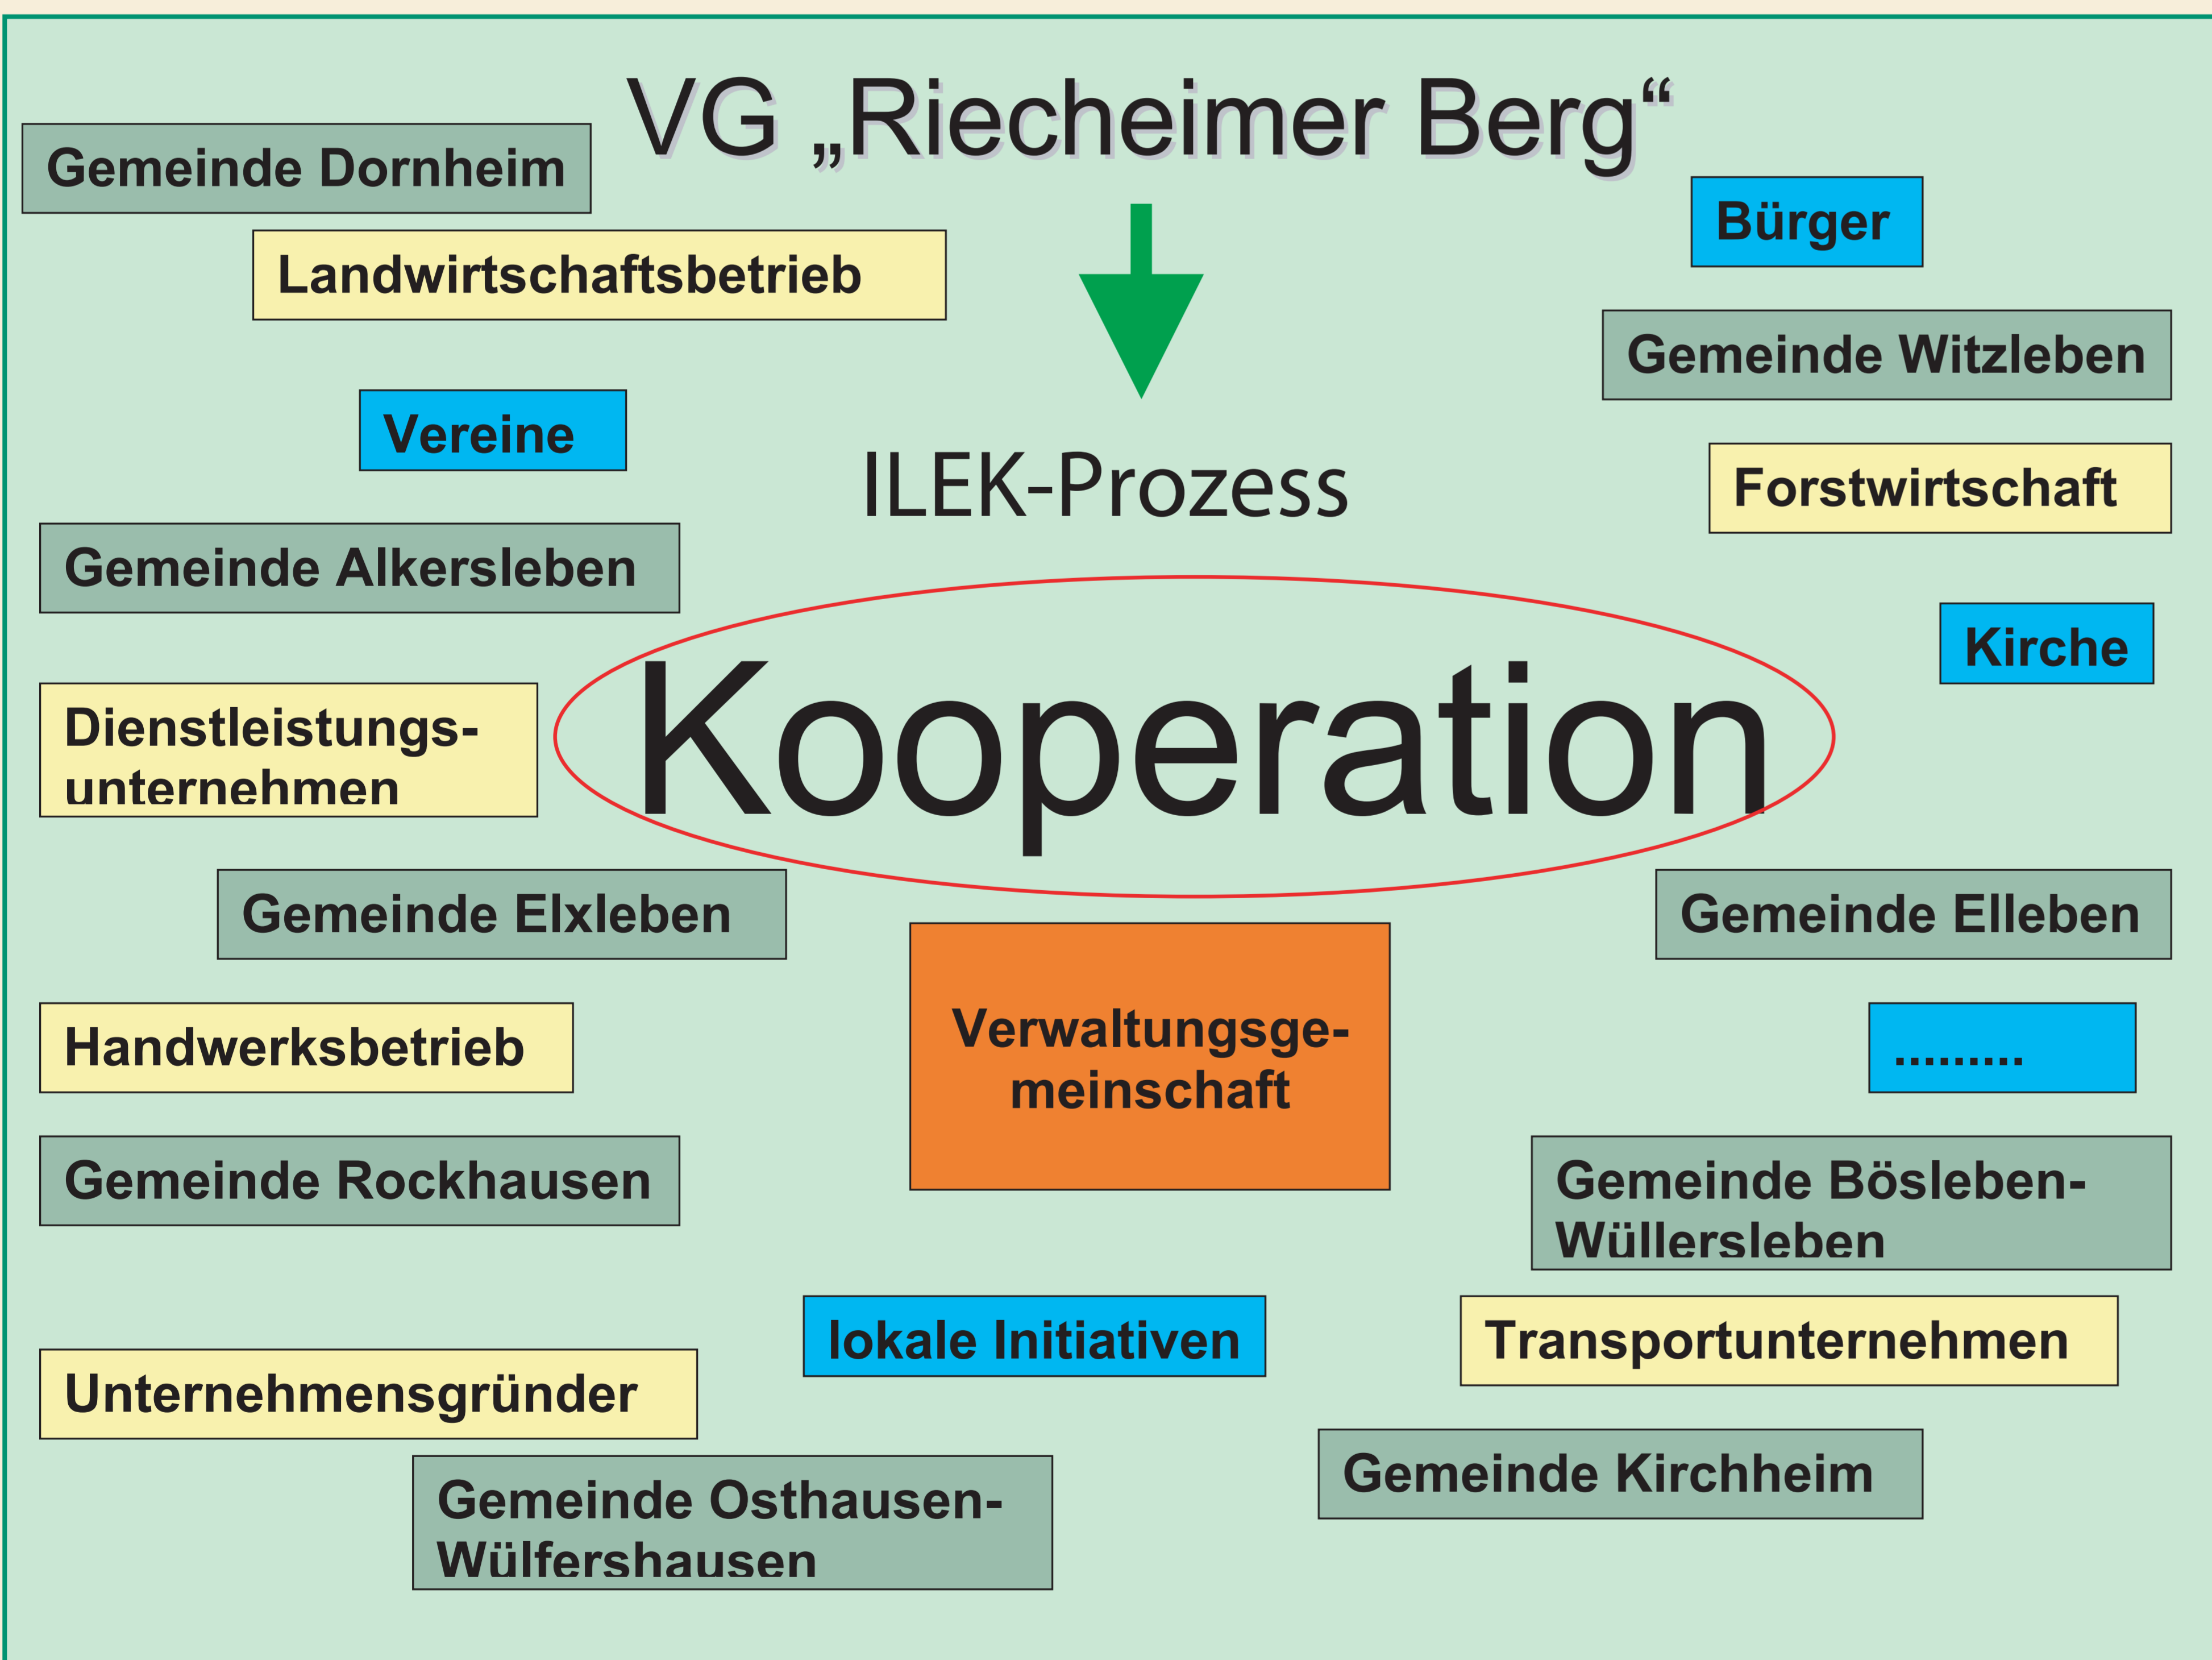 VG „Riecheimer Berg“
Gemeinde Dornheim
Bürger
Landwirtschaftsbetrieb
Gemeinde Witzleben
Vereine
ILEK-Prozess
Forstwirtschaft
Gemeinde Alkersleben
Kirche
Dienstleistungs-
unternehmen
Kooperation
Gemeinde Elxleben
Gemeinde Elleben
Verwaltungsge-
meinschaft
Handwerksbetrieb
.........
Gemeinde Rockhausen
Gemeinde Bösleben-
Wüllersleben
lokale Initiativen
Transportunternehmen
Unternehmensgründer
Gemeinde Kirchheim
Gemeinde Osthausen-
Wülfershausen